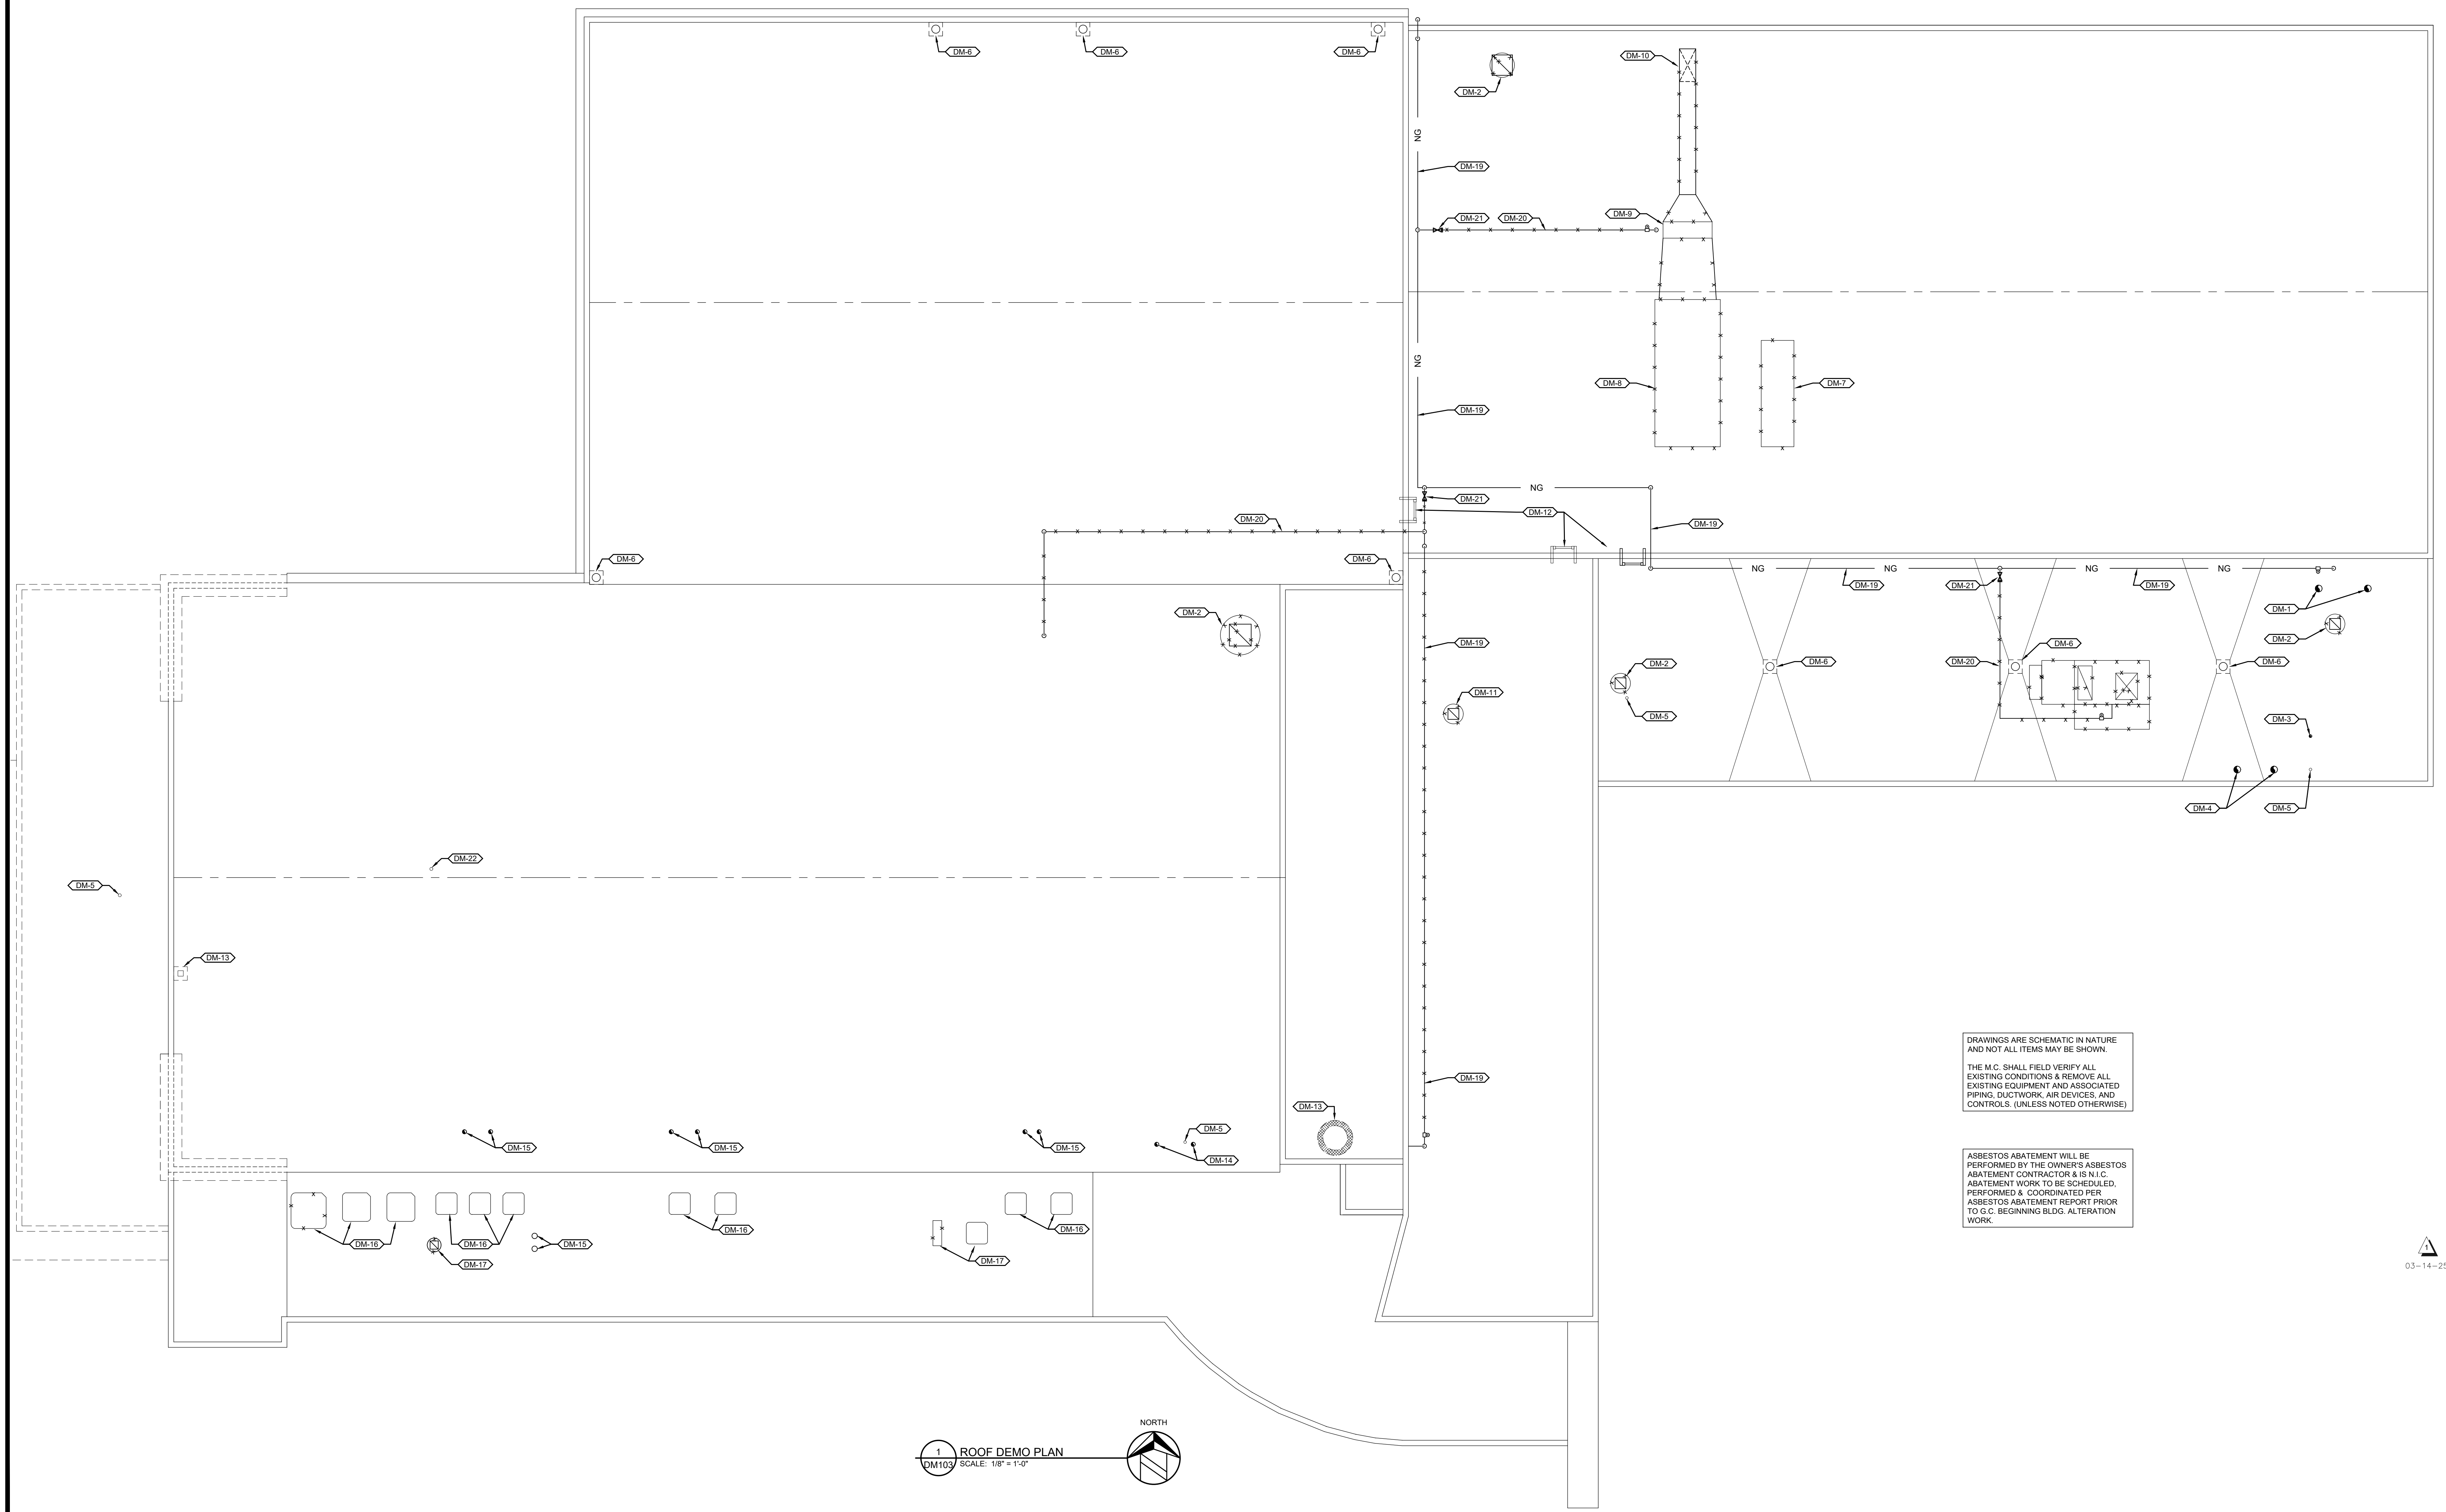 DM-6
DM-6
DM-6
DM-2
DM-10
NG
DM-19
DM-21
DM-20
DM-9
NG
DM-8
DM-7
DM-19
NG
DM-21
DM-12
DM-20
DM-19
DM-6
DM-6
NG
NG
NG
NG
DM-19
DM-21
DM-19
DM-1
DM-2
DM-2
DM-19
DM-6
DM-2
DM-6
DM-20
DM-6
DM-11
DM-5
DM-3
DM-4
DM-5
DM-22
DM-5
DM-13
DRAWINGS ARE SCHEMATIC IN NATURE
AND NOT ALL ITEMS MAY BE SHOWN.
THE M.C. SHALL FIELD VERIFY ALL
EXISTING CONDITIONS & REMOVE ALL
EXISTING EQUIPMENT AND ASSOCIATED
PIPING, DUCTWORK, AIR DEVICES, AND
CONTROLS. (UNLESS NOTED OTHERWISE)
DM-19
DM-13
DM-15
DM-15
DM-15
DM-5
DM-14
ASBESTOS ABATEMENT WILL BE
PERFORMED BY THE OWNER'S ASBESTOS
ABATEMENT CONTRACTOR & IS N.I.C.
ABATEMENT WORK TO BE SCHEDULED,
PERFORMED & COORDINATED PER
ASBESTOS ABATEMENT REPORT PRIOR
TO G.C. BEGINNING BLDG. ALTERATION
WORK.
DM-16
DM-16
DM-15
DM-16
DM-16
DM-17
DM-17
1
03-14-25
NORTH
1
DM103
ROOF DEMO PLAN
SCALE: 1/8" = 1'-0"